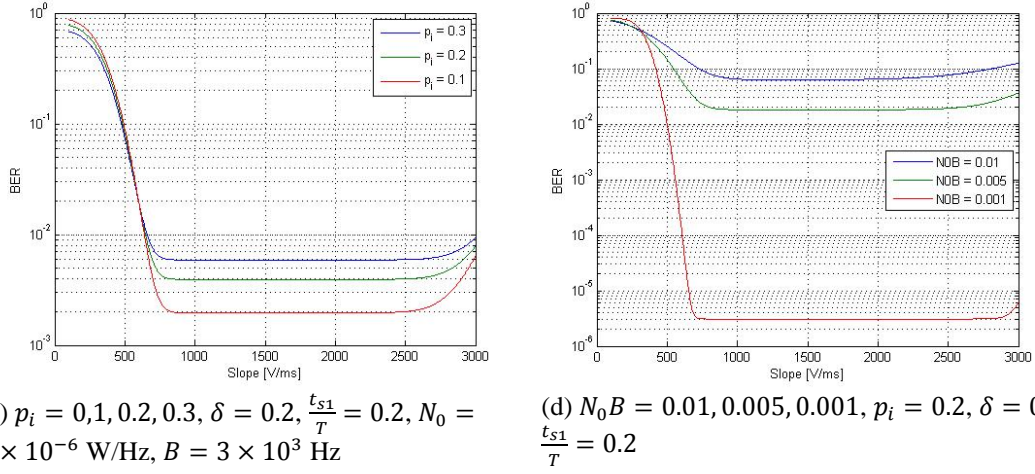 10^0
10^-1
10^-2
10^-3
BER
0 500 1000 1500 2000 2500 3000
Slope [V/ms]
p_i = 0.3
p_i = 0.2
p_i = 0.1
10^0
10^-1
10^-2
10^-3
10^-4
10^-5
10^-6
BER
0 500 1000 1500 2000 2500 3000
Slope [V/ms]
N0B = 0.01
N0B = 0.005
N0B = 0.001
) p_i = 0,1, 0.2, 0.3, δ = 0.2, t_{s1}/T = 0.2, N_0 =
× 10^{-6} W/Hz, B = 3 × 10^3 Hz
(d) N_0B = 0.01, 0.005, 0.001, p_i = 0.2, δ = 0
t_{s1}/T = 0.2